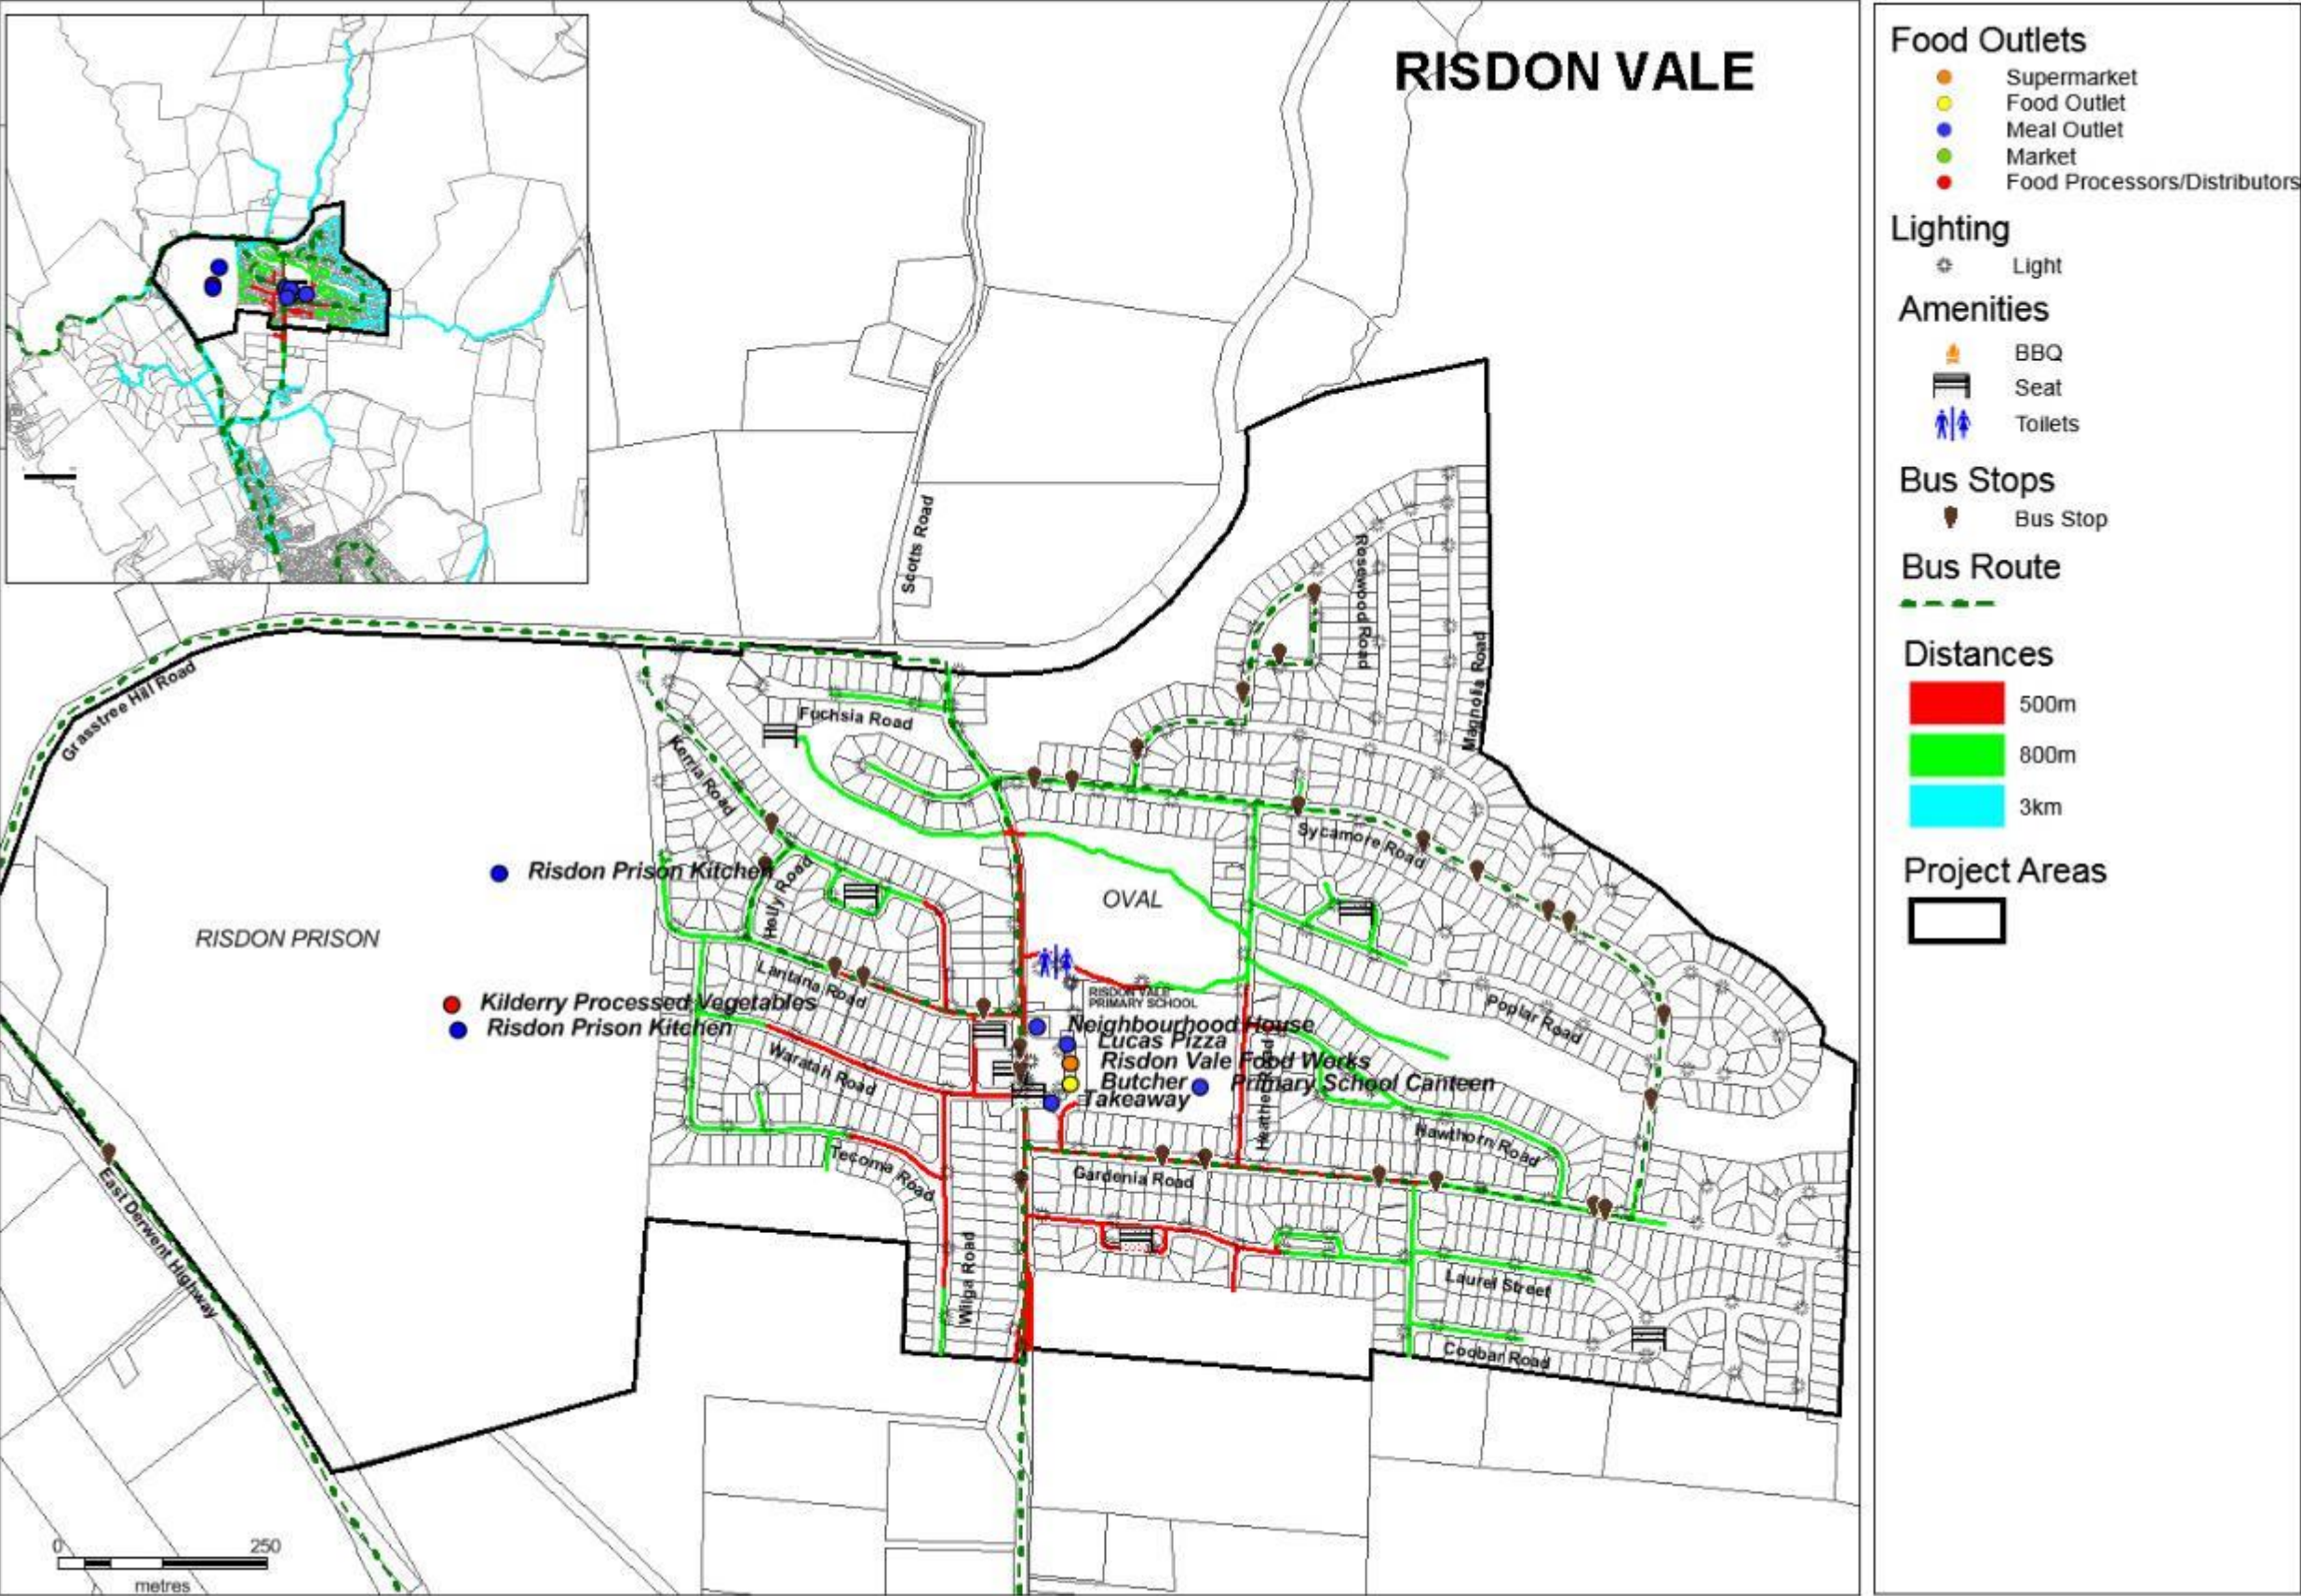 RISDON VALE
Scotts Road
Rosewood Road
Magnolia Road
Grasstree Hill Road
Fuchsia Road
Kerria Road
Sycamore Road
Risdon Prison Kitchen
Holly Road
OVAL
RISDON PRISON
Lantana Road
RISDON VALE
PRIMARY SCHOOL
Kilderry Processed Vegetables
Risdon Prison Kitchen
Poplar Road
Neighbourhood House
Lucas Pizza
Risdon Vale Food Works
Butcher
Primary School Canteen
Takeaway
Waratah Road
Heather Road
Hawthorn Road
Tecoma Road
Gardenia Road
East Derwent Highway
Wilga Road
Laurel Street
Coobar Road
0 250
metres
Food Outlets
Supermarket
Food Outlet
Meal Outlet
Market
Food Processors/Distributors
Lighting
Light
Amenities
BBQ
Seat
Toilets
Bus Stops
Bus Stop
Bus Route
Distances
500m
800m
3km
Project Areas